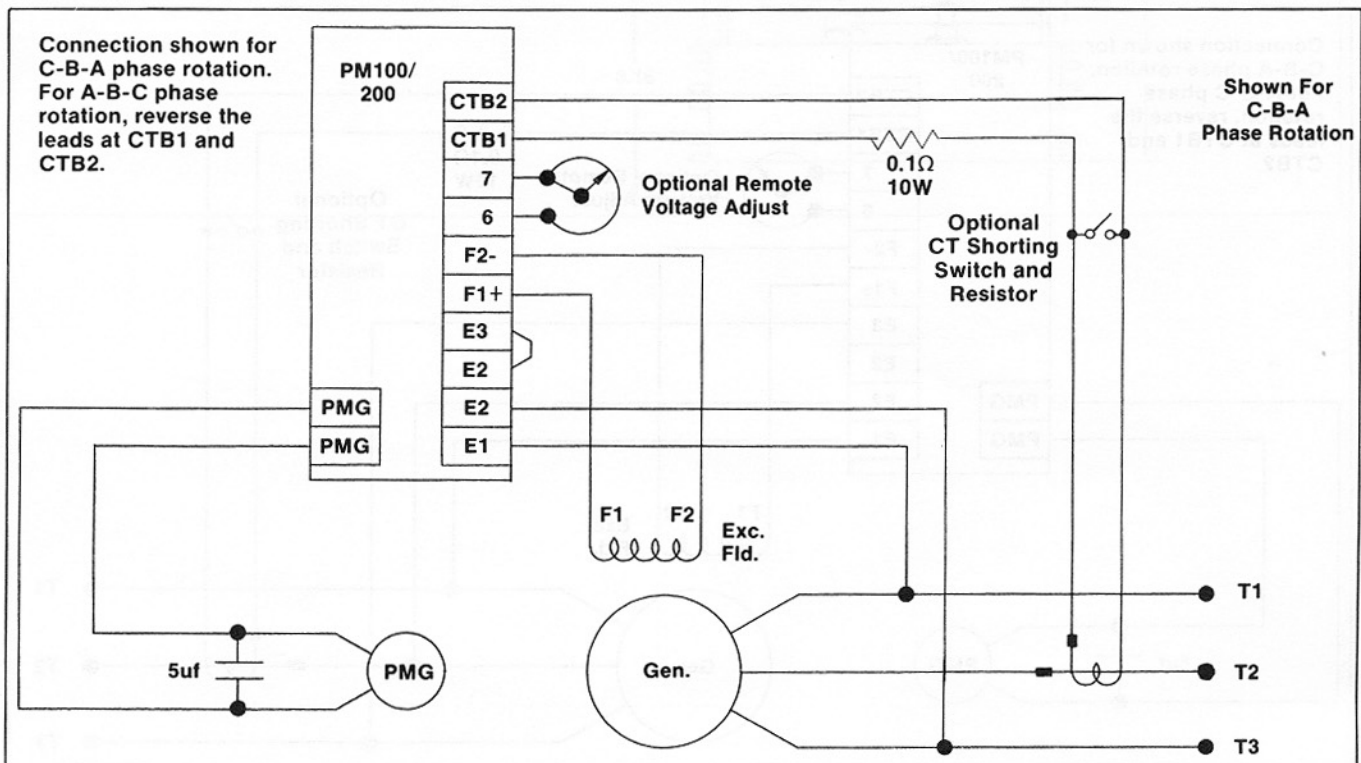 Connection shown for
C-B-A phase rotation.
For A-B-C phase
rotation, reverse the
leads at CTB1 and
CTB2.
PM100/
200
CTB2
CTB1
7
6
F2-
F1+
E3
E2
E2
E1
PMG
PMG
Optional Remote
Voltage Adjust
0.1Ω
10W
Optional
CT Shorting
Switch and
Resistor
Shown For
C-B-A
Phase Rotation
F1 F2
Exc.
Fld.
5uf
PMG
Gen.
T1
T2
T3